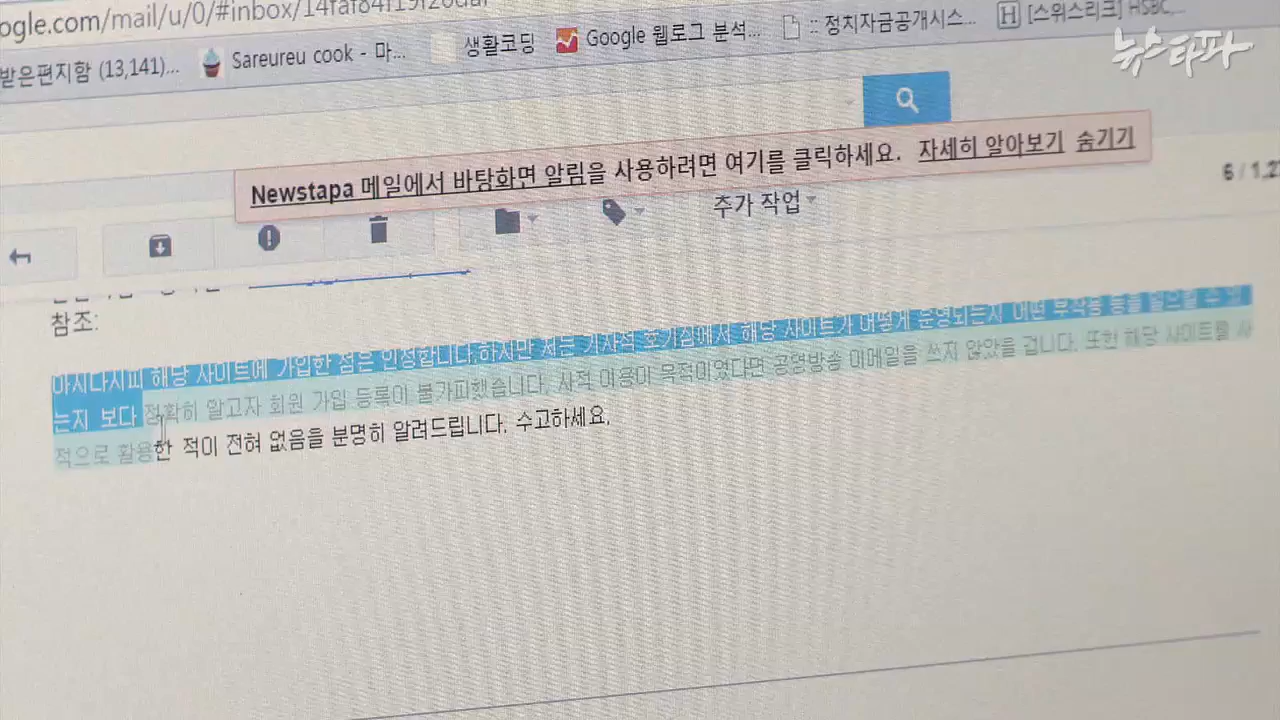 ogle.com/mail/u/0/#inbox/
뉴스타파
받은편지함 (13,141)...
Sareureu cook - 마...
생활코딩
Google 웹로그 분석...
:: 정치자금공개시스...
[스위스리크] HSBC,...
Newstapa 메일에서 바탕화면 알림을 사용하려면 여기를 클릭하세요. 자세히 알아보기 숨기기
6 / 1,2
추가 작업
참조:
아시다시피 해당 사이트에 가입한 점은 인정합니다.하지만 저는 기자적 호기심에서 해당 사이트가 어떻게 운영되는지 어떤 부작용 등을
는지 보다 정확히 알고자 회원 가입 등록이 불가피했습니다. 사적 이용이 목적이었다면 공영방송 이메일을 쓰지 않았을 겁니다. 또한 해당 사이트를 사
적으로 활용한 적이 전혀 없음을 분명히 알려드립니다. 수고하세요.